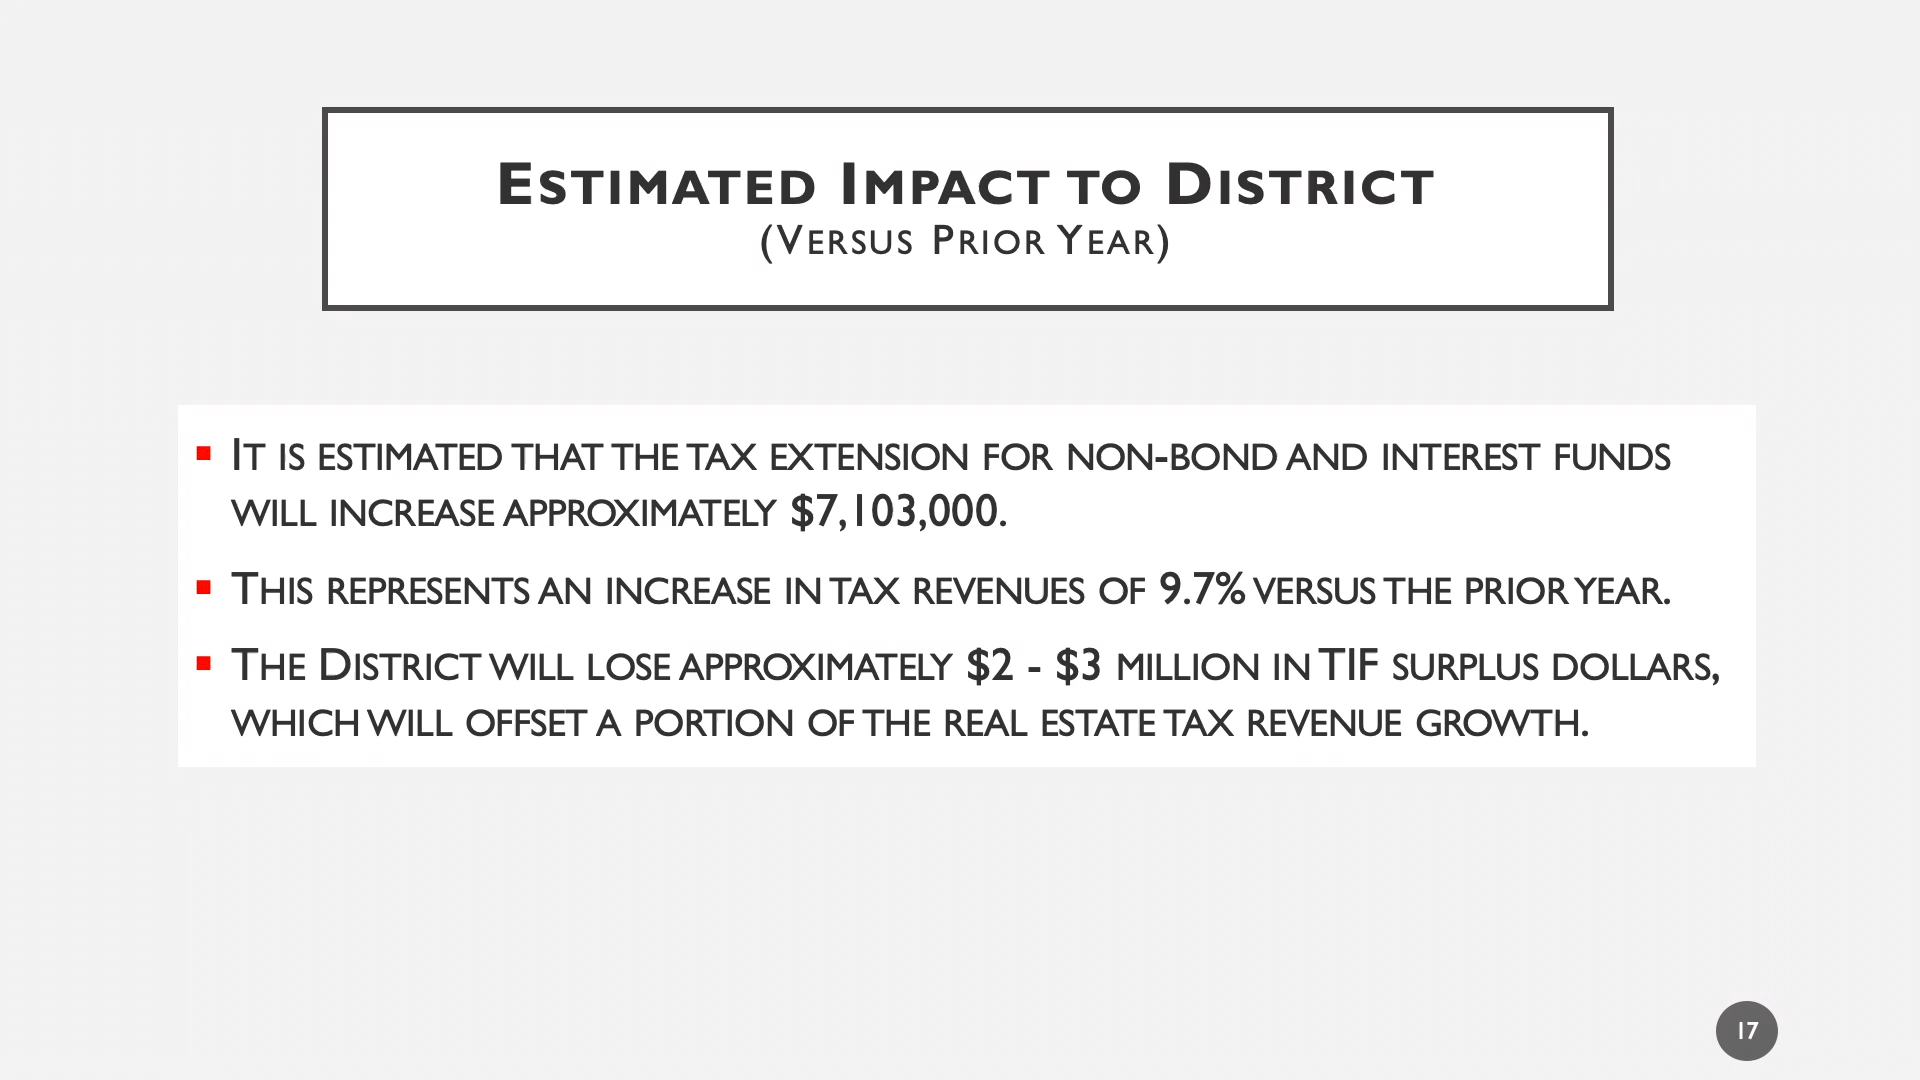 Estimated Impact to District
(Versus Prior Year)
It is estimated that the tax extension for non-bond and interest funds
will increase approximately $7,103,000.
This represents an increase in tax revenues of 9.7% versus the prior year.
The District will lose approximately $2 - $3 million in TIF surplus dollars,
which will offset a portion of the real estate tax revenue growth.
17